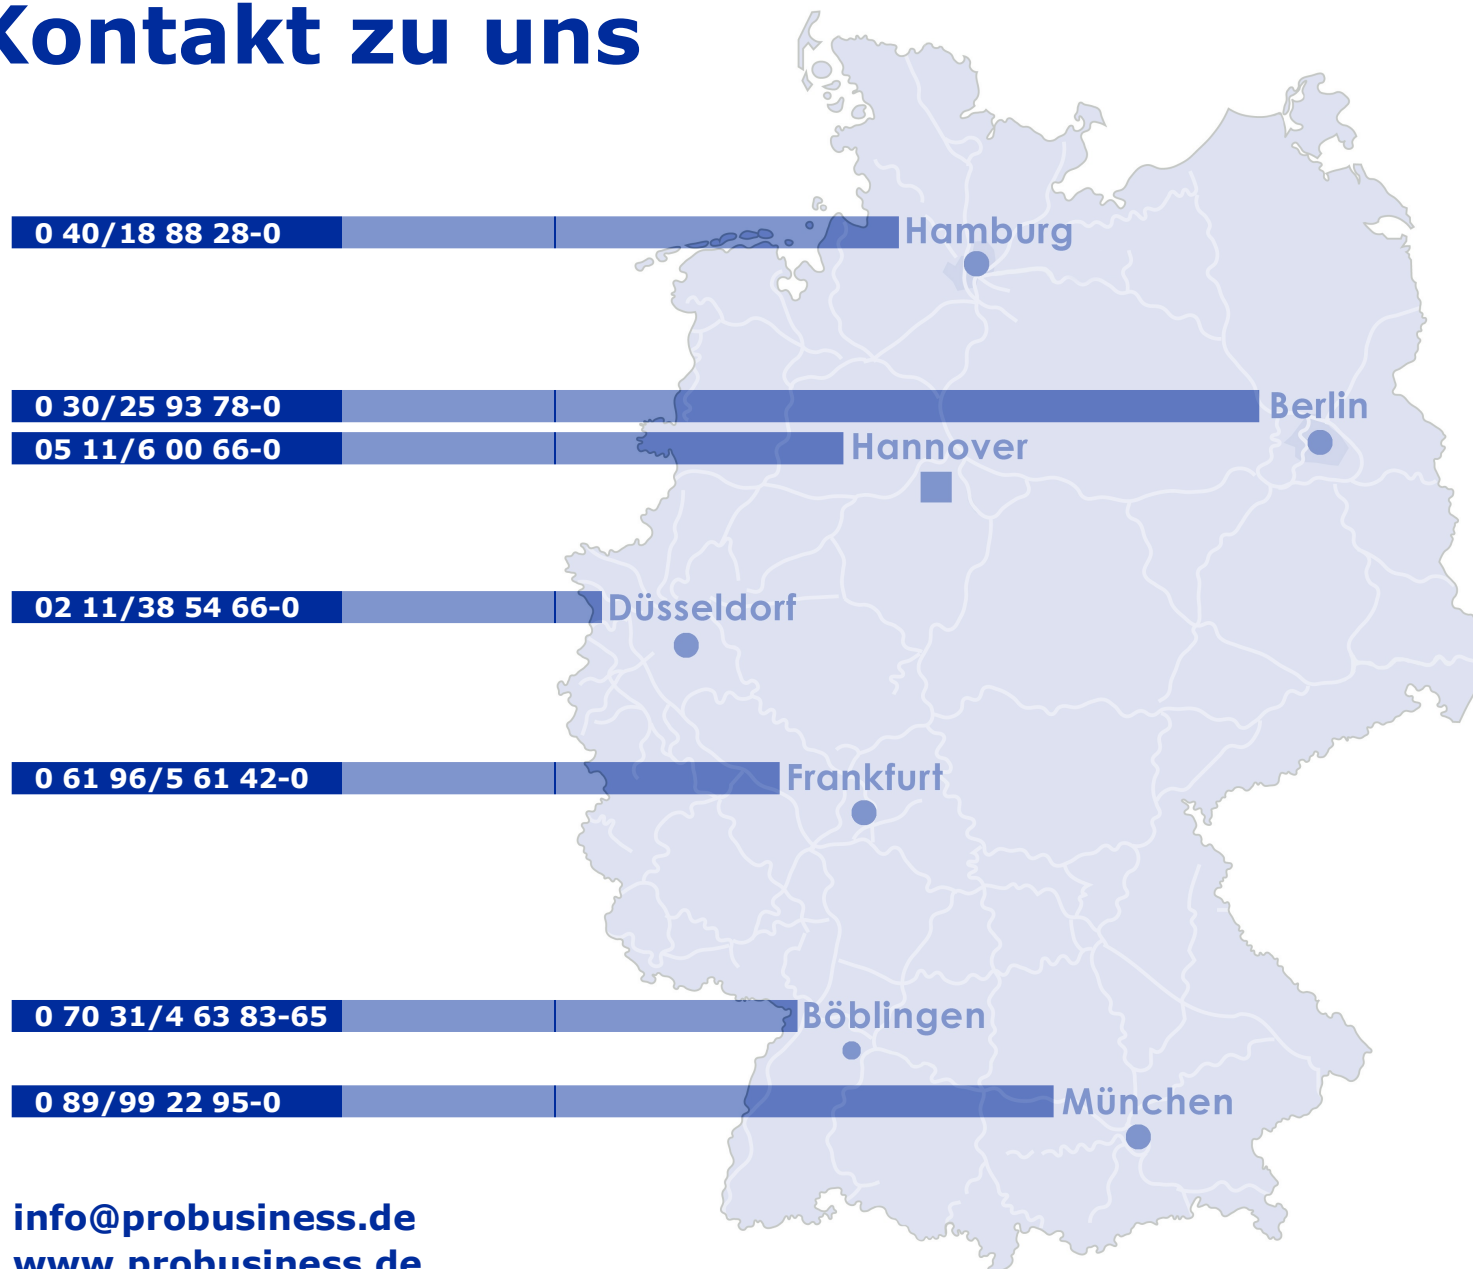 Kontakt zu uns
0 40/18 88 28-0 Hamburg
0 30/25 93 78-0 Berlin
05 11/6 00 66-0 Hannover
02 11/38 54 66-0 Düsseldorf
0 61 96/5 61 42-0 Frankfurt
0 70 31/4 63 83-65 Böblingen
0 89/99 22 95-0 München
info@probusiness.de
www.probusiness.de